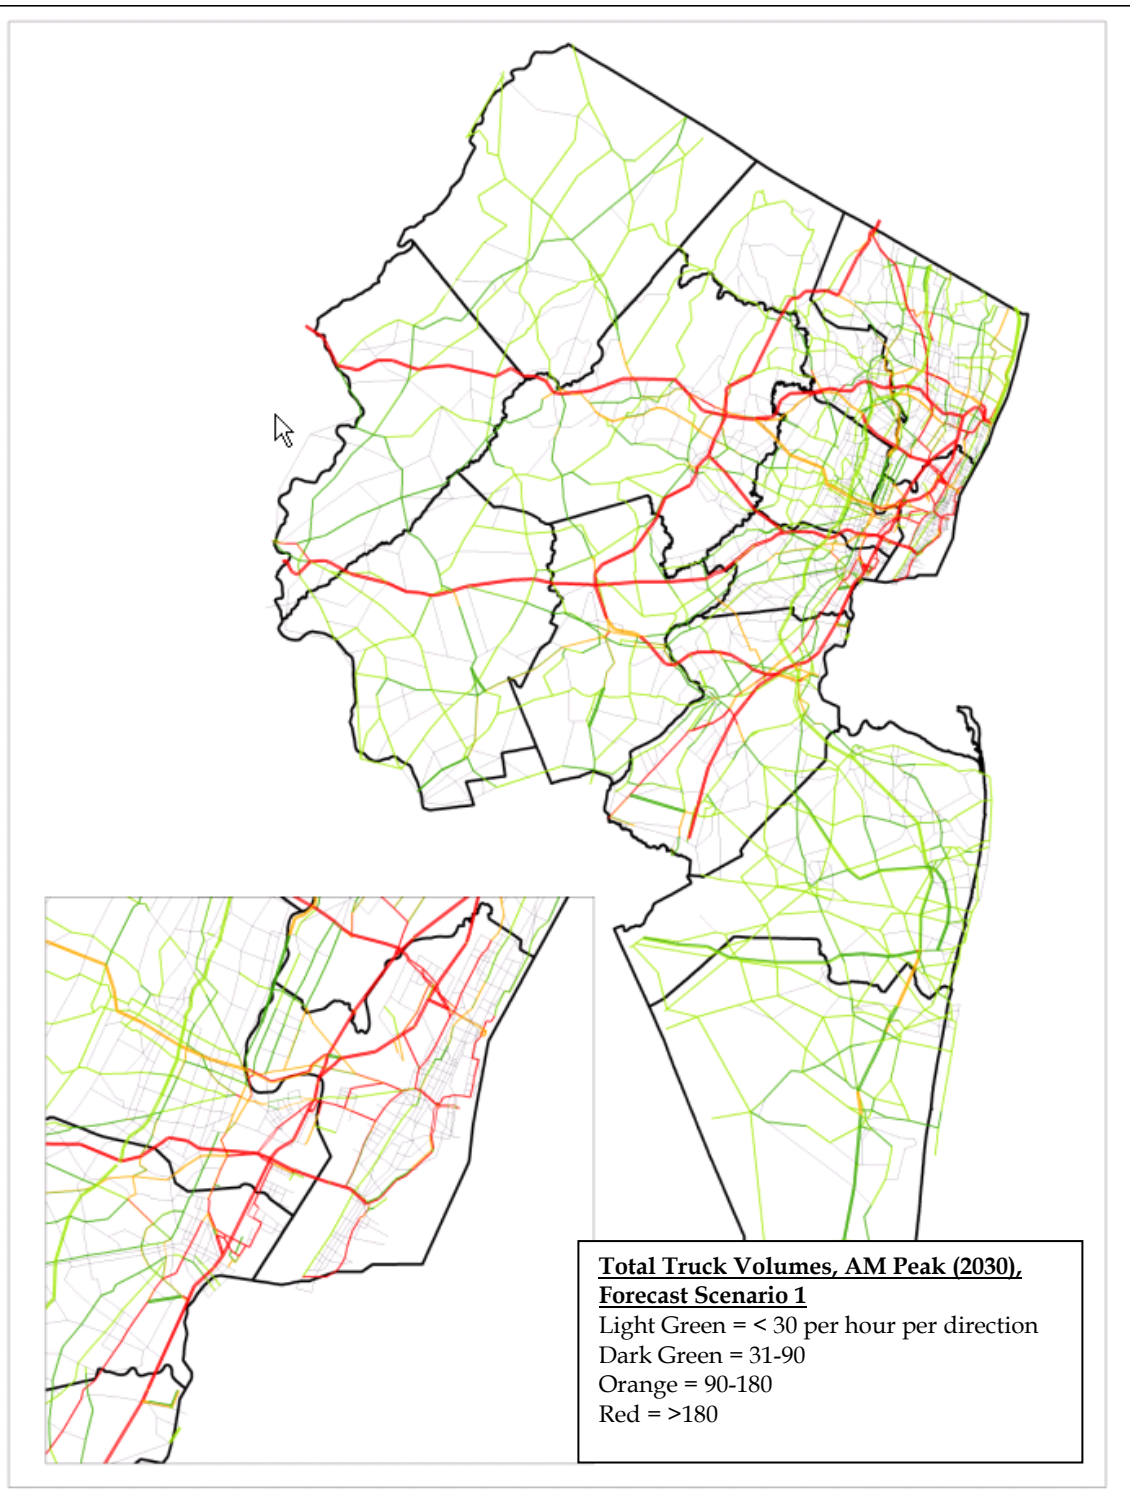 Total Truck Volumes, AM Peak (2030),
Forecast Scenario 1
Light Green = < 30 per hour per direction
Dark Green = 31-90
Orange = 90-180
Red = >180